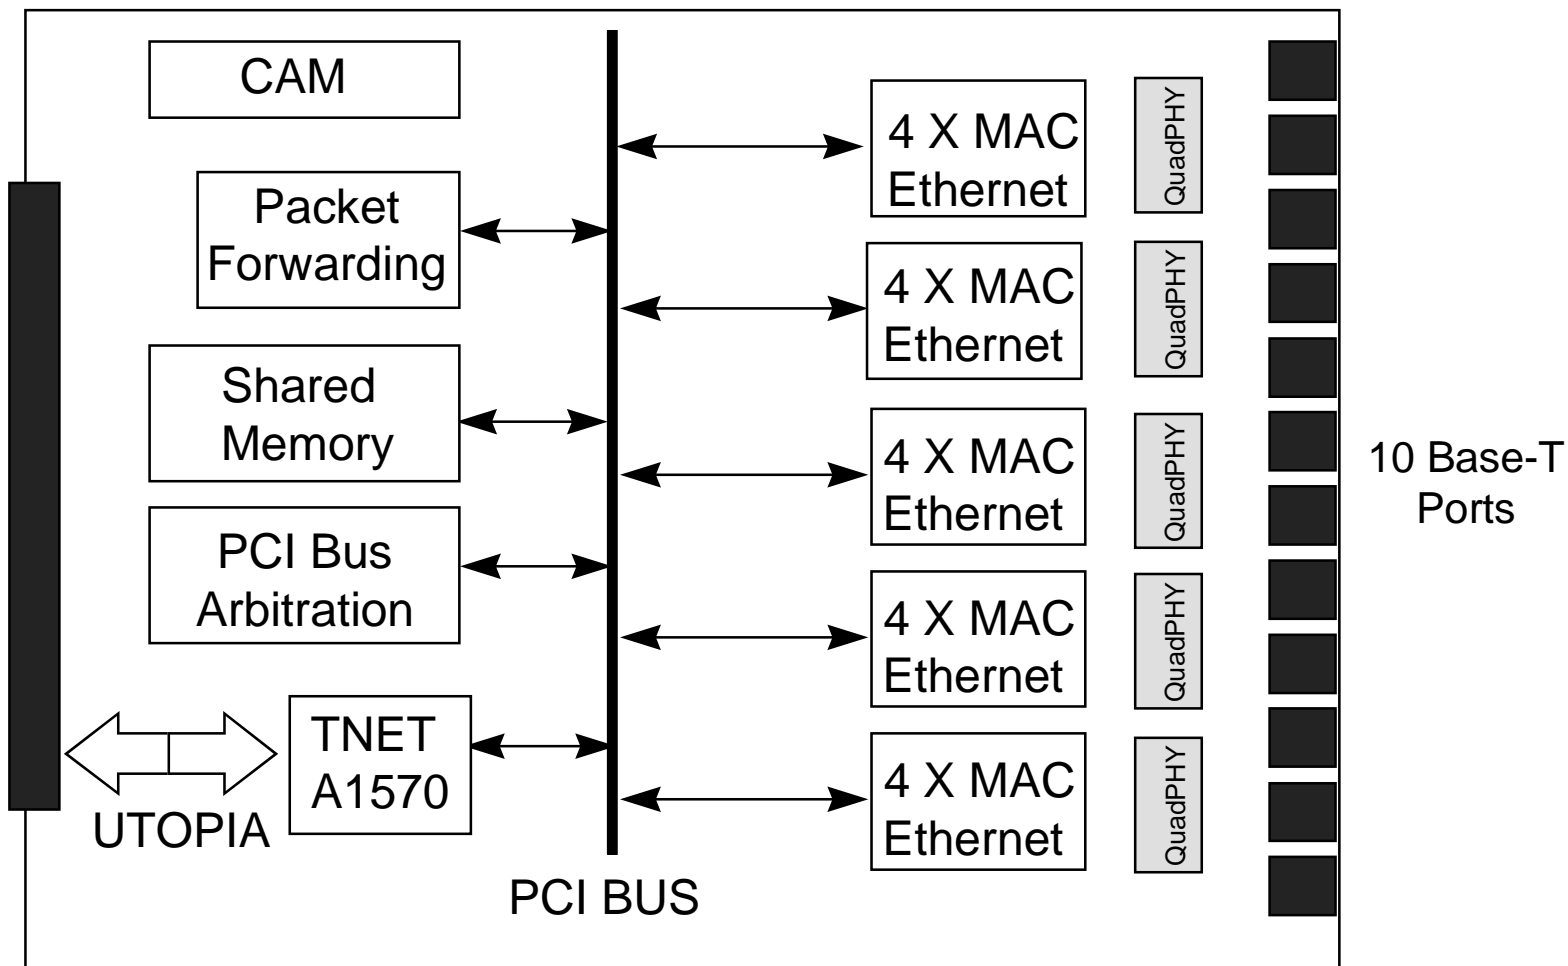 CAM
Packet
Forwarding
Shared
Memory
PCI Bus
Arbitration
TNET
A1570
UTOPIA
PCI BUS
4 X MAC
Ethernet
QuadPHY
4 X MAC
Ethernet
QuadPHY
4 X MAC
Ethernet
QuadPHY
4 X MAC
Ethernet
QuadPHY
4 X MAC
Ethernet
QuadPHY
10 Base-T
Ports